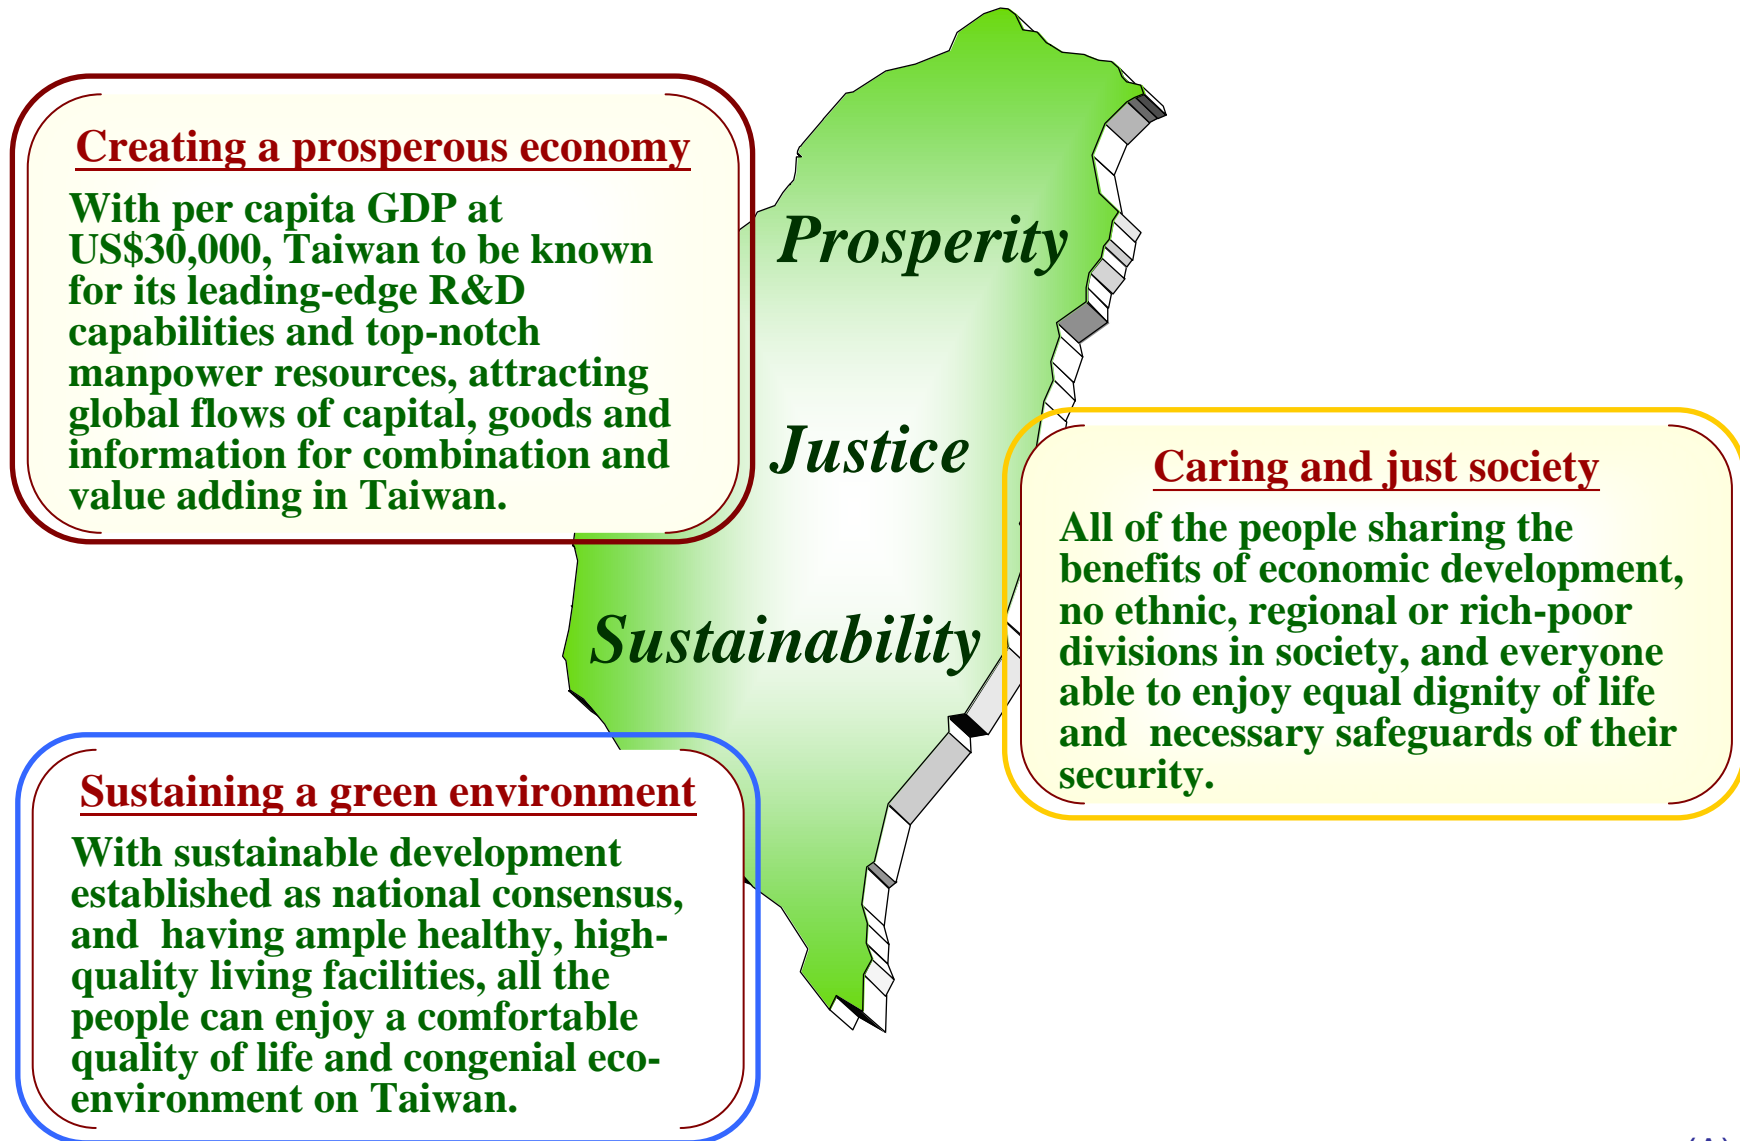 Creating a prosperous economy
With per capita GDP at
US$30,000, Taiwan to be known
for its leading-edge R&D
capabilities and top-notch
manpower resources, attracting
global flows of capital, goods and
information for combination and
value adding in Taiwan.
Prosperity
Justice
Sustainability
Caring and just society
All of the people sharing the
benefits of economic development,
no ethnic, regional or rich-poor
divisions in society, and everyone
able to enjoy equal dignity of life
and  necessary safeguards of their
security.
Sustaining a green environment
With sustainable development
established as national consensus,
and  having ample healthy, high-
quality living facilities, all the
people can enjoy a comfortable
quality of life and congenial eco-
environment on Taiwan.